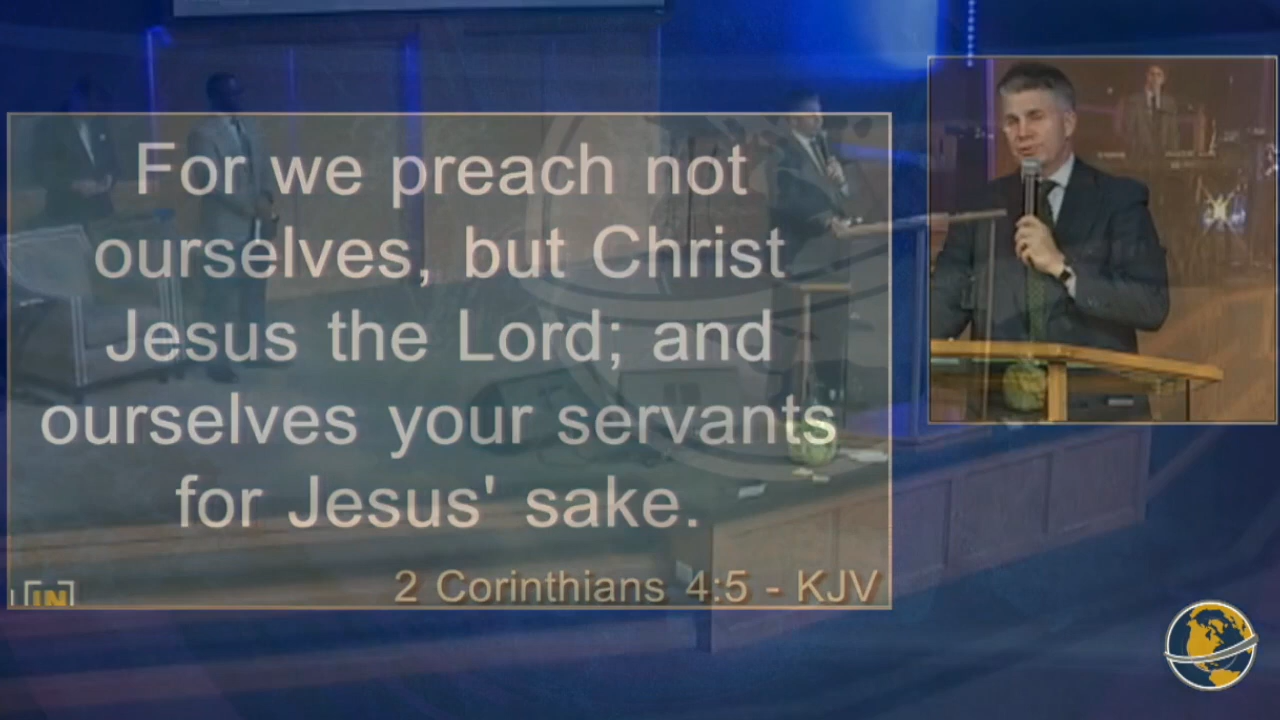 For we preach not
ourselves, but Christ
Jesus the Lord; and
ourselves your servants
for Jesus' sake.
2 Corinthians 4:5 - KJV
IN